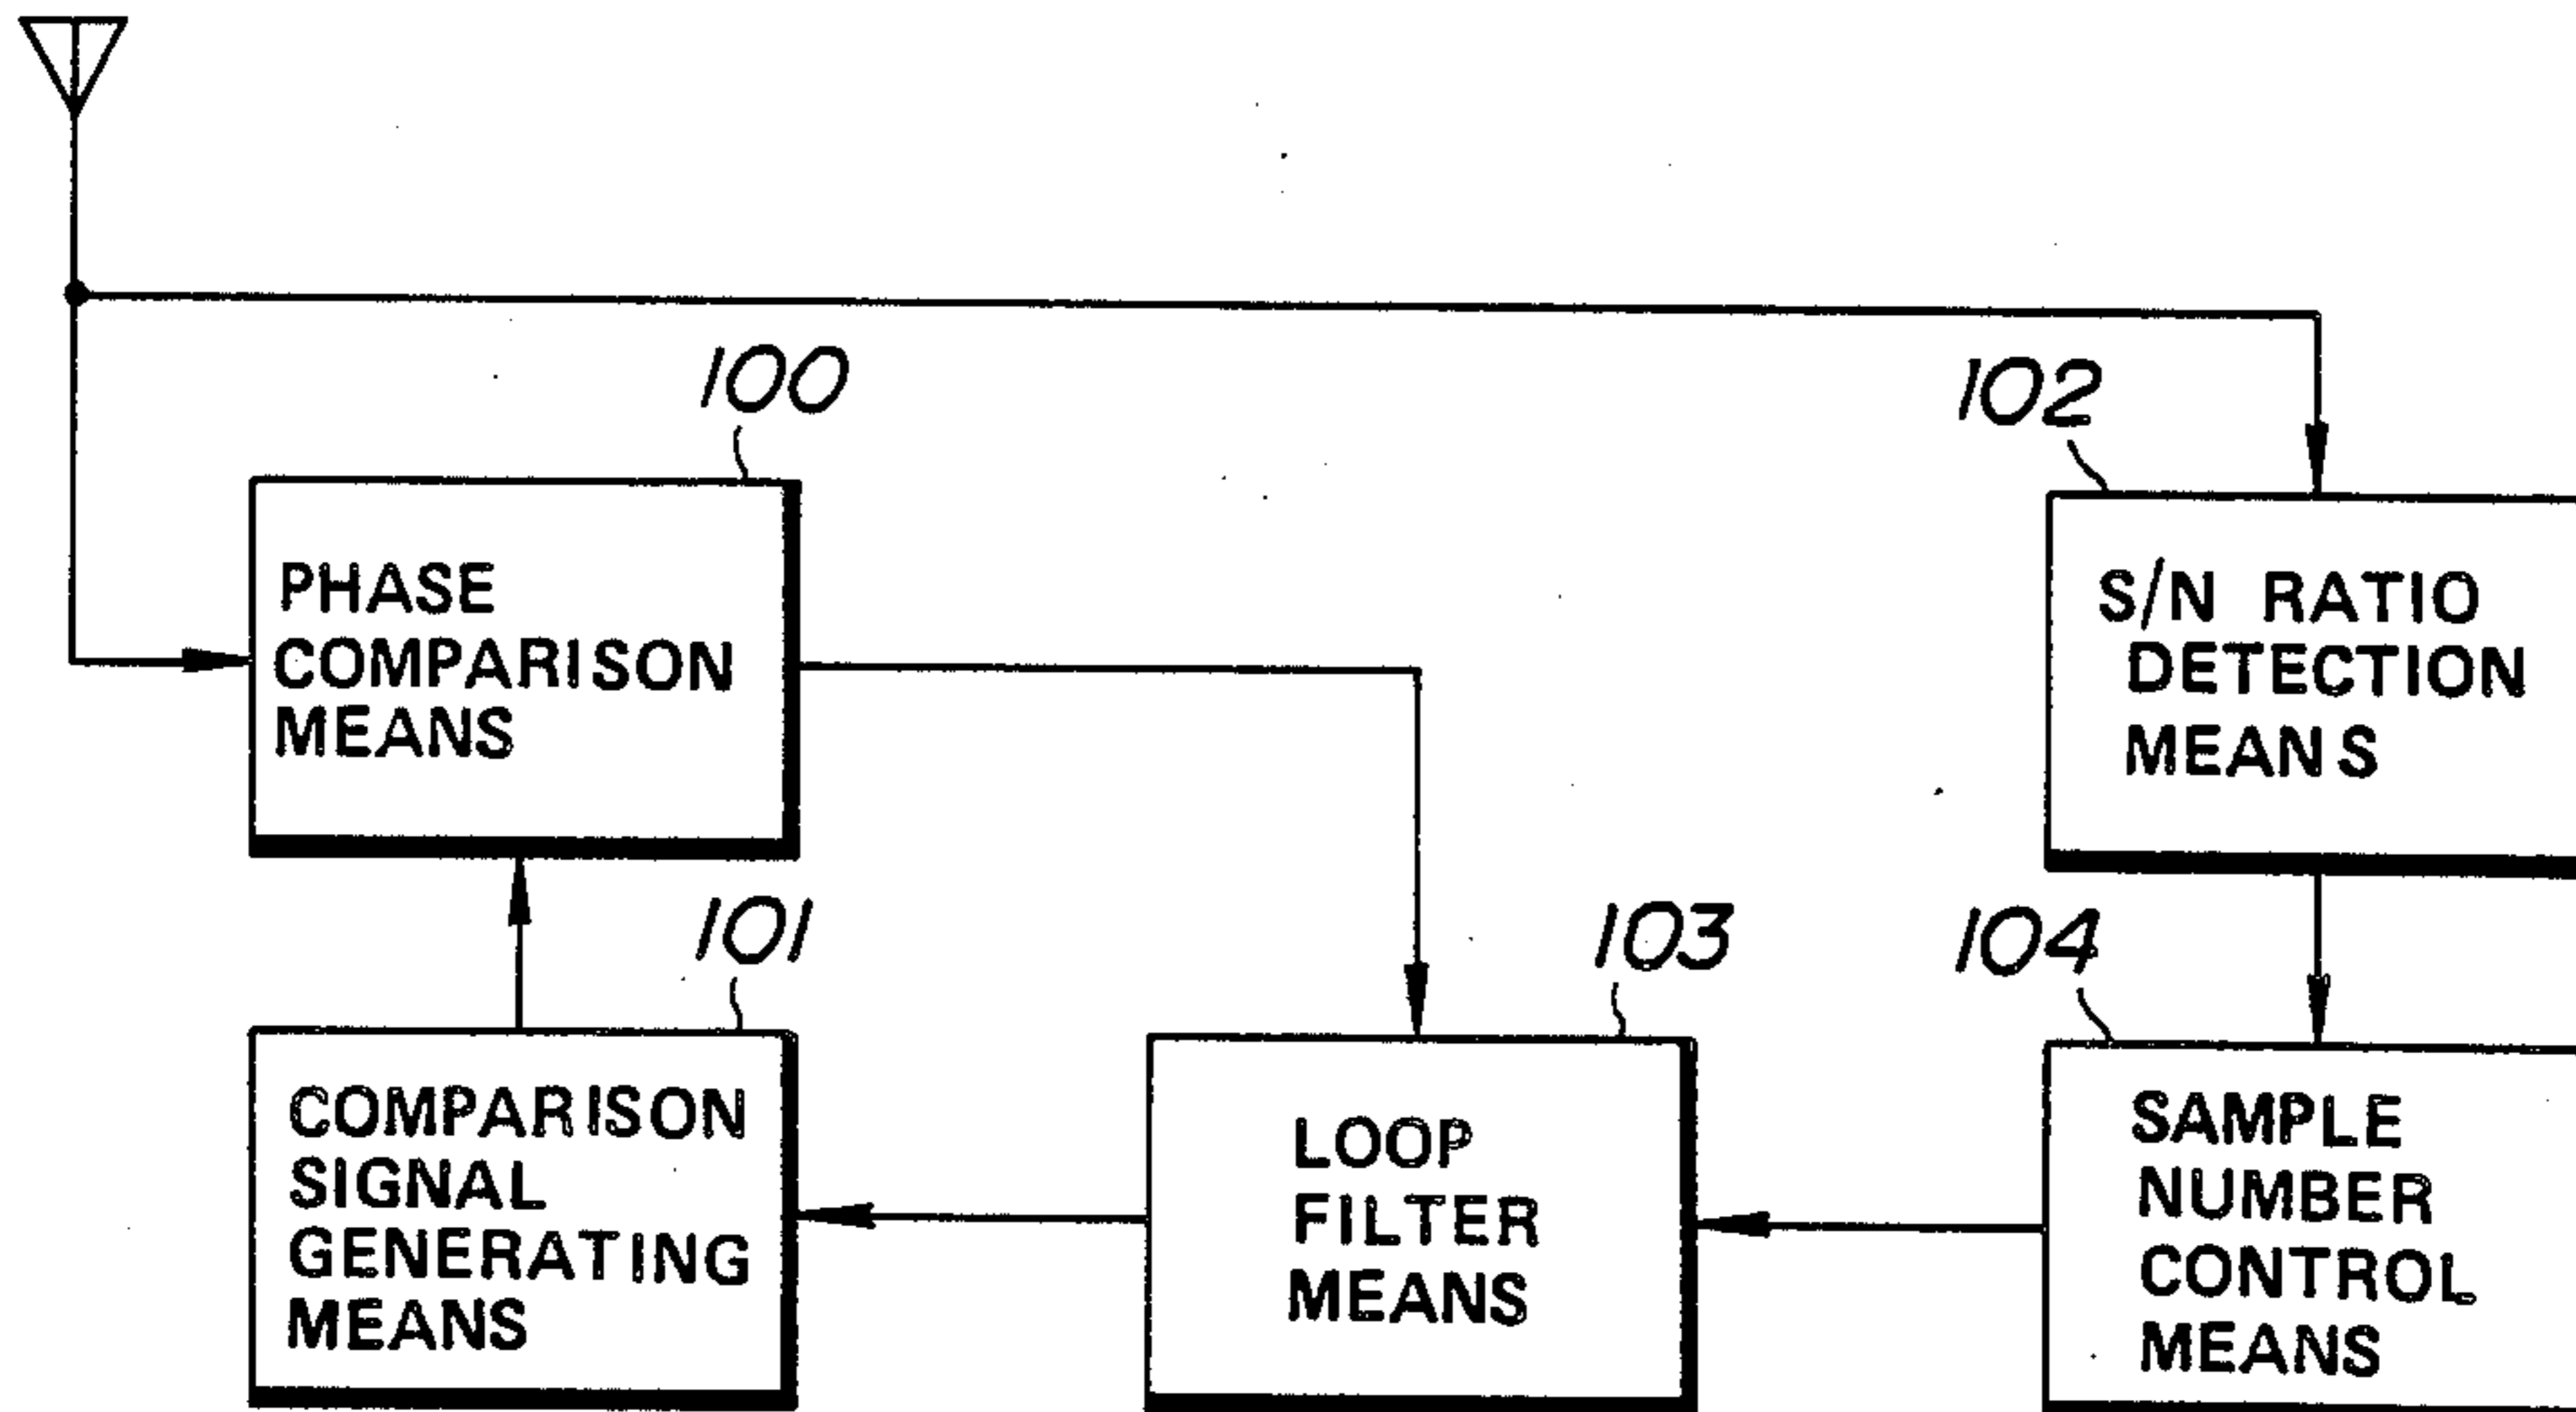 100
PHASE
COMPARISON
MEANS
102
S/N RATIO
DETECTION
MEANS
101
COMPARISON
SIGNAL
GENERATING
MEANS
103
LOOP
FILTER
MEANS
104
SAMPLE
NUMBER
CONTROL
MEANS